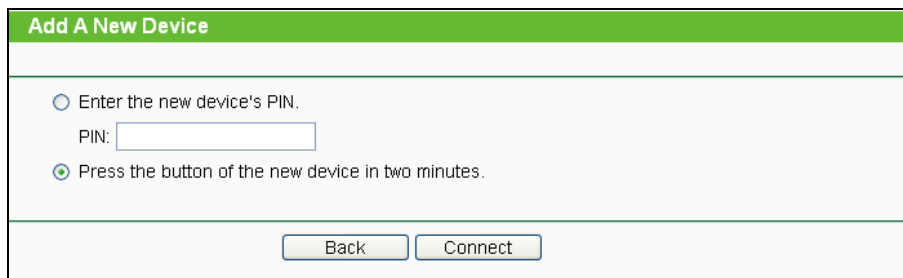 Add A New Device
Enter the new device's PIN.
PIN:
Press the button of the new device in two minutes.
Back Connect